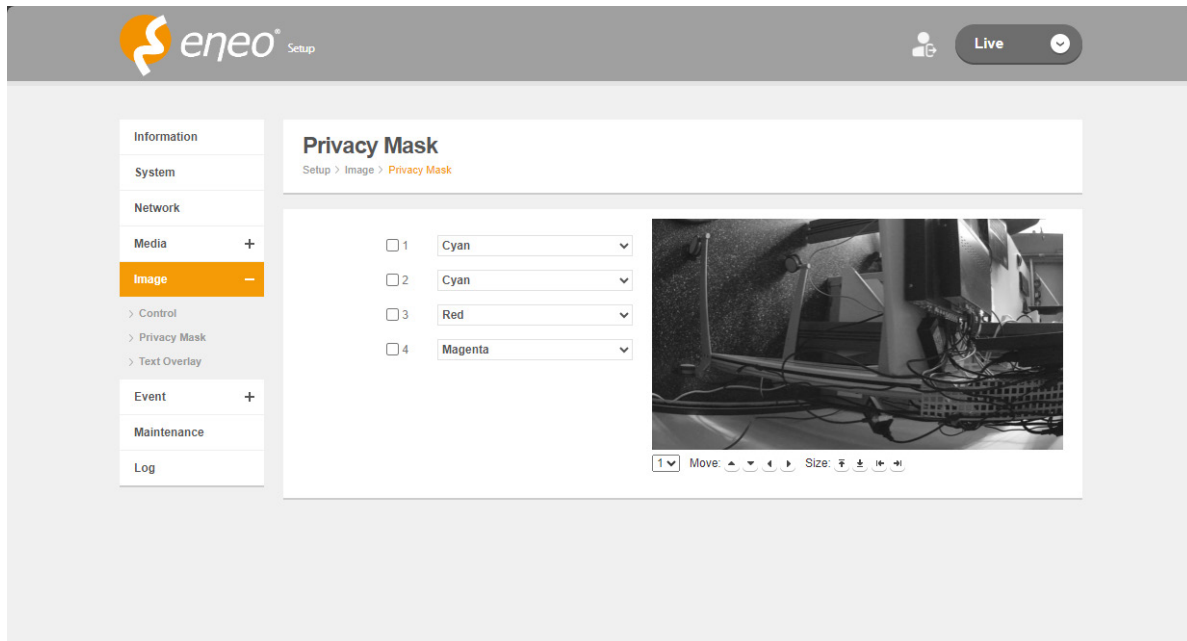 eneo® Setup
Live
Information
System
Network
Media +
Image −
> Control
> Privacy Mask
> Text Overlay
Event +
Maintenance
Log
Privacy Mask
Setup > Image > Privacy Mask
1 Cyan
2 Cyan
3 Red
4 Magenta
1 Move: Size: